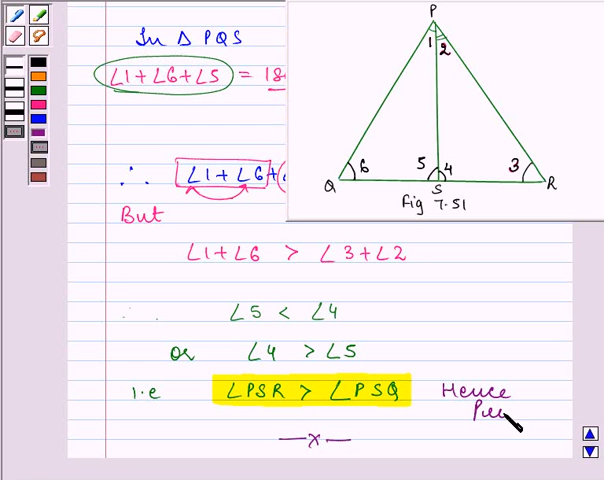 In Δ PQS
∠1+∠6+∠5 = 18
∴ ∠1+∠6+(
But
∠1+∠6 > ∠3+∠2
∴ ∠5 < ∠4
or ∠4 > ∠5
i.e ∠PSR > ∠PSQ Hence
—x—
P
1 2
6 5 4 3
Q S R
Fig 7.51